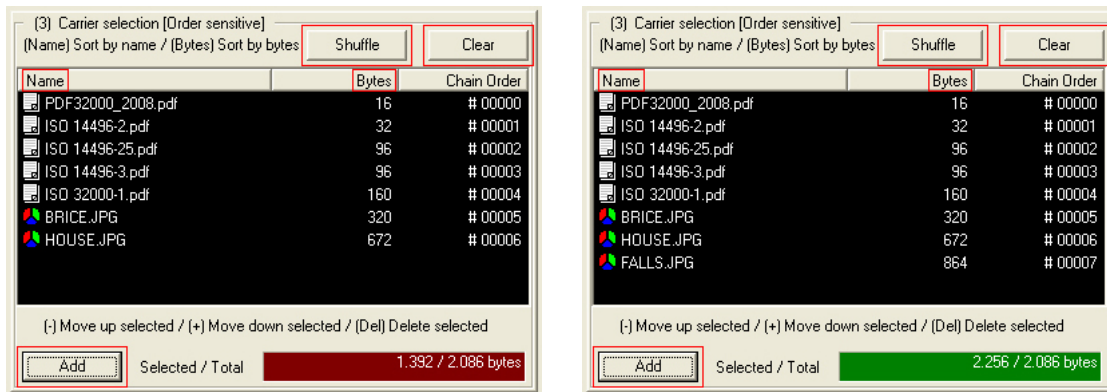 (3) Carrier selection [Order sensitive]
(Name) Sort by name / (Bytes) Sort by bytes Shuffle Clear
Name Bytes Chain Order
PDF32000_2008.pdf 16 # 00000
ISO 14496-2.pdf 32 # 00001
ISO 14496-25.pdf 96 # 00002
ISO 14496-3.pdf 96 # 00003
ISO 32000-1.pdf 160 # 00004
BRICE.JPG 320 # 00005
HOUSE.JPG 672 # 00006
(-) Move up selected / (+) Move down selected / (Del) Delete selected
Add Selected / Total 1.392 / 2.086 bytes
(3) Carrier selection [Order sensitive]
(Name) Sort by name / (Bytes) Sort by bytes Shuffle Clear
Name Bytes Chain Order
PDF32000_2008.pdf 16 # 00000
ISO 14496-2.pdf 32 # 00001
ISO 14496-25.pdf 96 # 00002
ISO 14496-3.pdf 96 # 00003
ISO 32000-1.pdf 160 # 00004
BRICE.JPG 320 # 00005
HOUSE.JPG 672 # 00006
FALLS.JPG 864 # 00007
(-) Move up selected / (+) Move down selected / (Del) Delete selected
Add Selected / Total 2.256 / 2.086 bytes